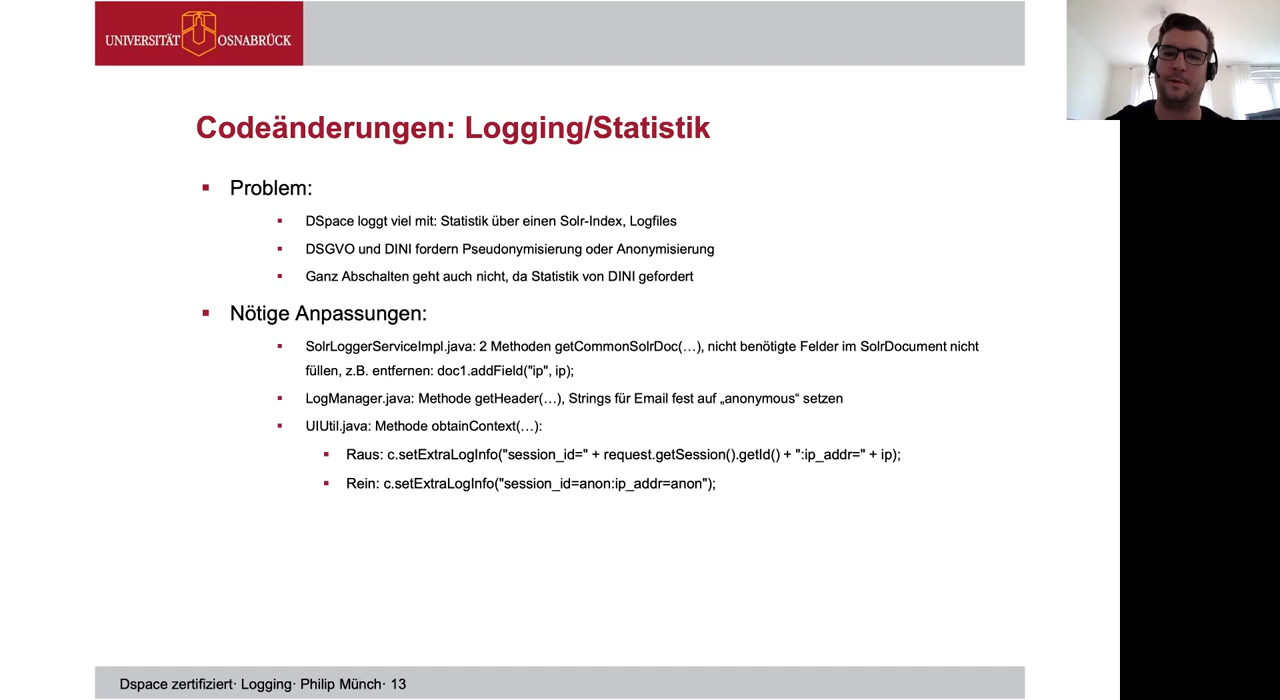 UNIVERSITÄT OSNABRÜCK
Codeänderungen: Logging/Statistik
Problem:
DSpace loggt viel mit: Statistik über einen Solr-Index, Logfiles
DSGVO und DINI fordern Pseudonymisierung oder Anonymisierung
Ganz Abschalten geht auch nicht, da Statistik von DINI gefordert
Nötige Anpassungen:
SolrLoggerServiceImpl.java: 2 Methoden getCommonSolrDoc(…), nicht benötigte Felder im SolrDocument nicht
füllen, z.B. entfernen: doc1.addField("ip", ip);
LogManager.java: Methode getHeader(…), Strings für Email fest auf „anonymous“ setzen
UIUtil.java: Methode obtainContext(…):
Raus: c.setExtraLogInfo("session_id=" + request.getSession().getId() + ":ip_addr=" + ip);
Rein: c.setExtraLogInfo("session_id=anon:ip_addr=anon");
Dspace zertifiziert· Logging· Philip Münch· 13